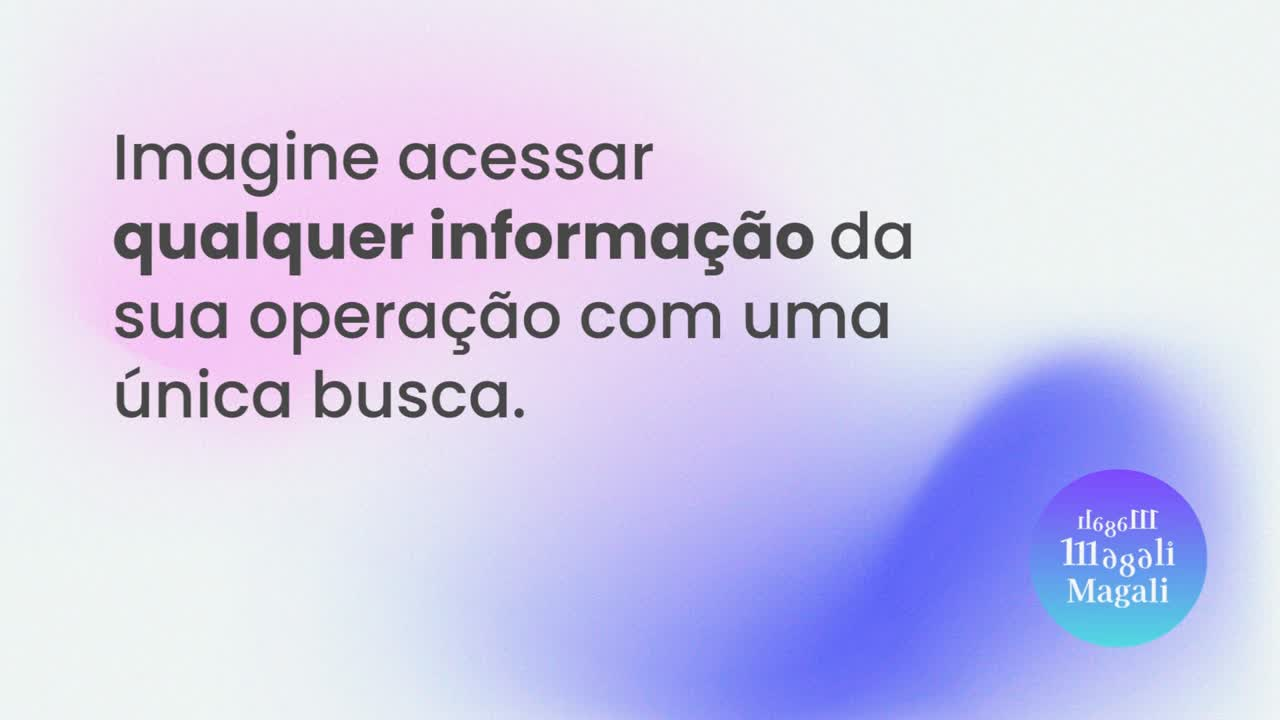 Imagine acessar
qualquer informação da
sua operação com uma
única busca.
Magali